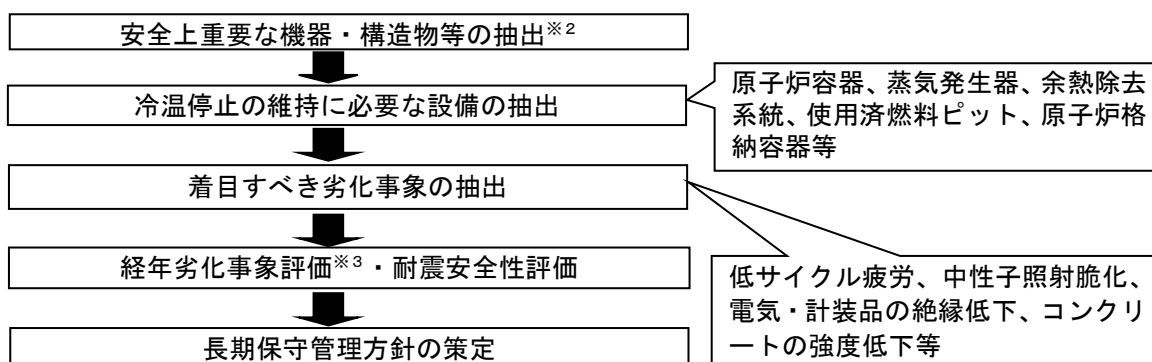 安全上重要な機器・構造物等の抽出※2
冷温停止の維持に必要な設備の抽出
原子炉容器、蒸気発生器、余熱除去
系統、使用済燃料ピット、原子炉格
納容器等
着目すべき劣化事象の抽出
経年劣化事象評価※3・耐震安全性評価
低サイクル疲労、中性子照射脆化、
電気・計装品の絶縁低下、コンクリ
ートの強度低下等
長期保守管理方針の策定